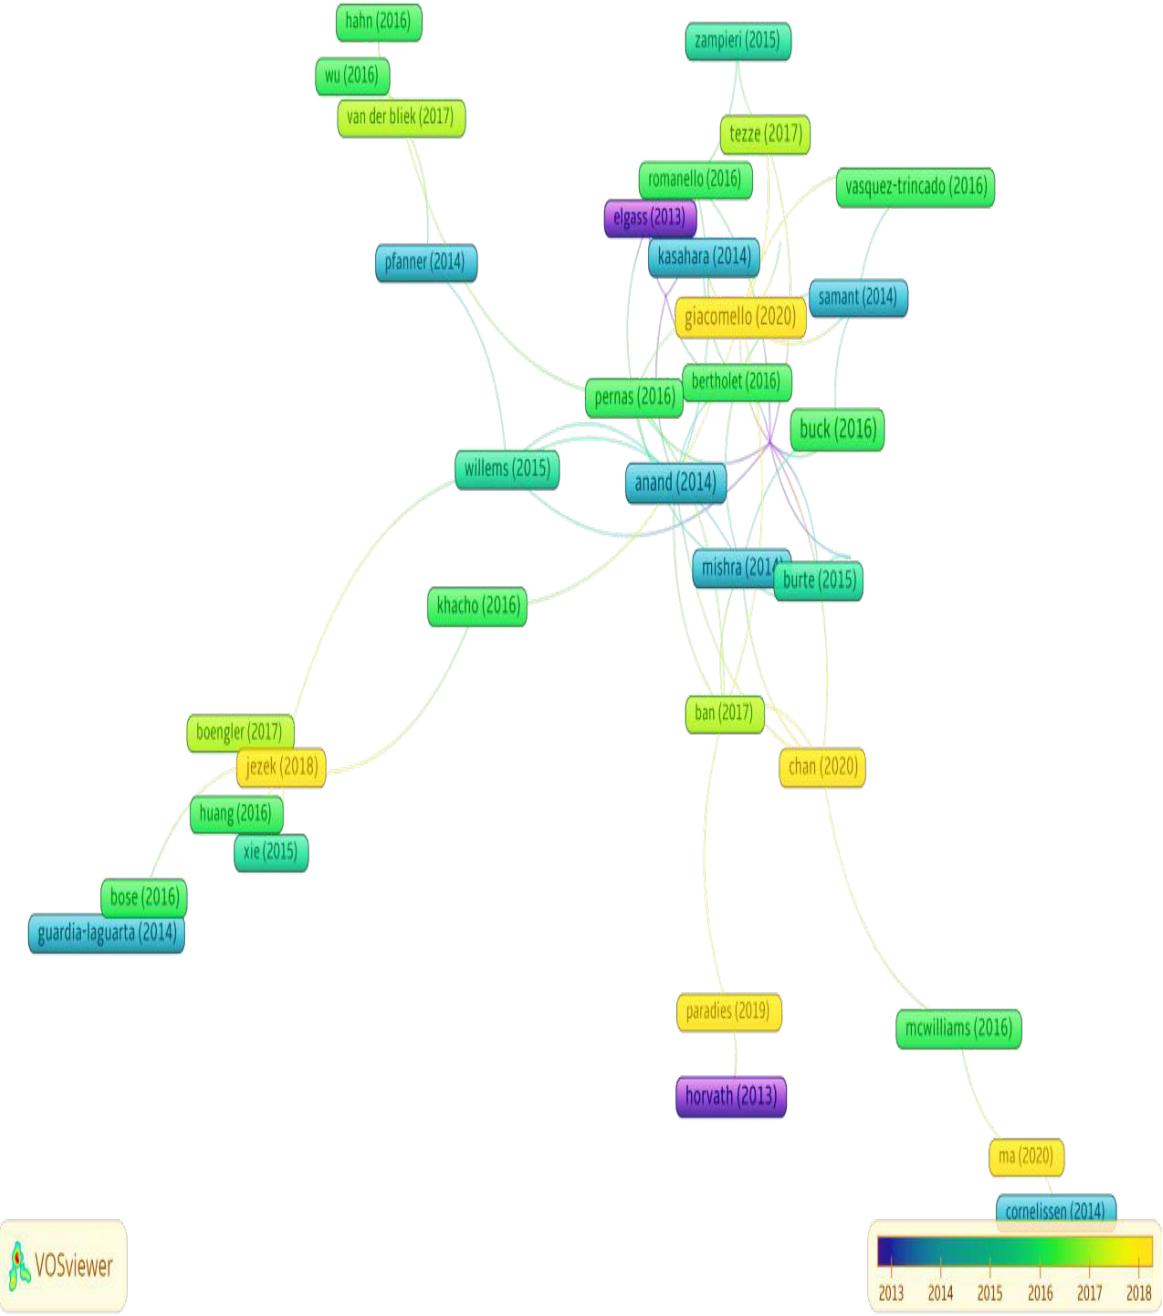 hahn (2016)
zampieri (2015)
wu (2016)
van der bliek (2017)
tezze (2017)
romanello (2016)
vasquez-trincado (2016)
elgass (2013)
kasahara (2014)
pfanner (2014)
samant (2014)
giacomello (2020)
bertholet (2016)
pernas (2016)
buck (2016)
willems (2015)
anand (2014)
mishra (2014)
burte (2015)
khacho (2016)
ban (2017)
boengler (2017)
jezek (2018)
chan (2020)
huang (2016)
xie (2015)
bose (2016)
guardia-laguarta (2014)
paradies (2019)
mcwilliams (2016)
horvath (2013)
ma (2020)
cornelissen (2014)
VOSviewer
2013 2014 2015 2016 2017 2018